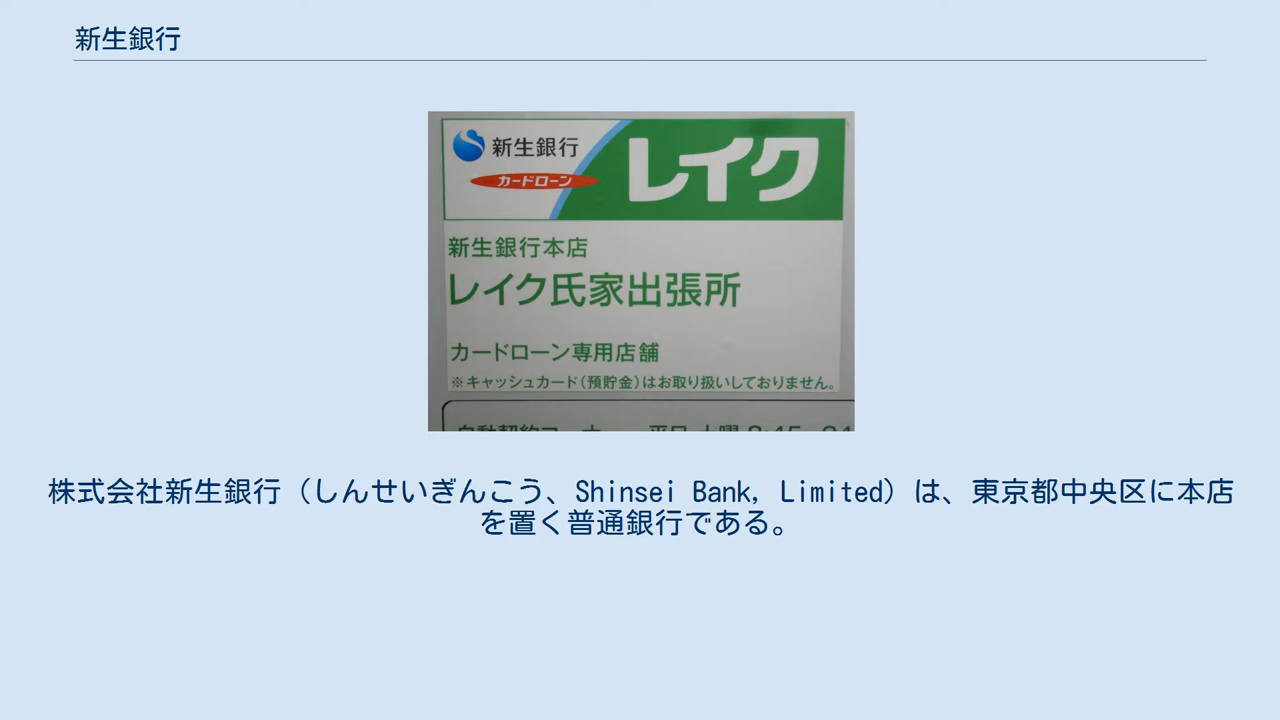 新生銀行
新生銀行
カードローン
レイク
新生銀行本店
レイク氏家出張所
カードローン専用店舗
※キャッシュカード(預貯金)はお取り扱いしておりません。
株式会社新生銀行(しんせいぎんこう、Shinsei Bank, Limited)は、東京都中央区に本店
を置く普通銀行である。